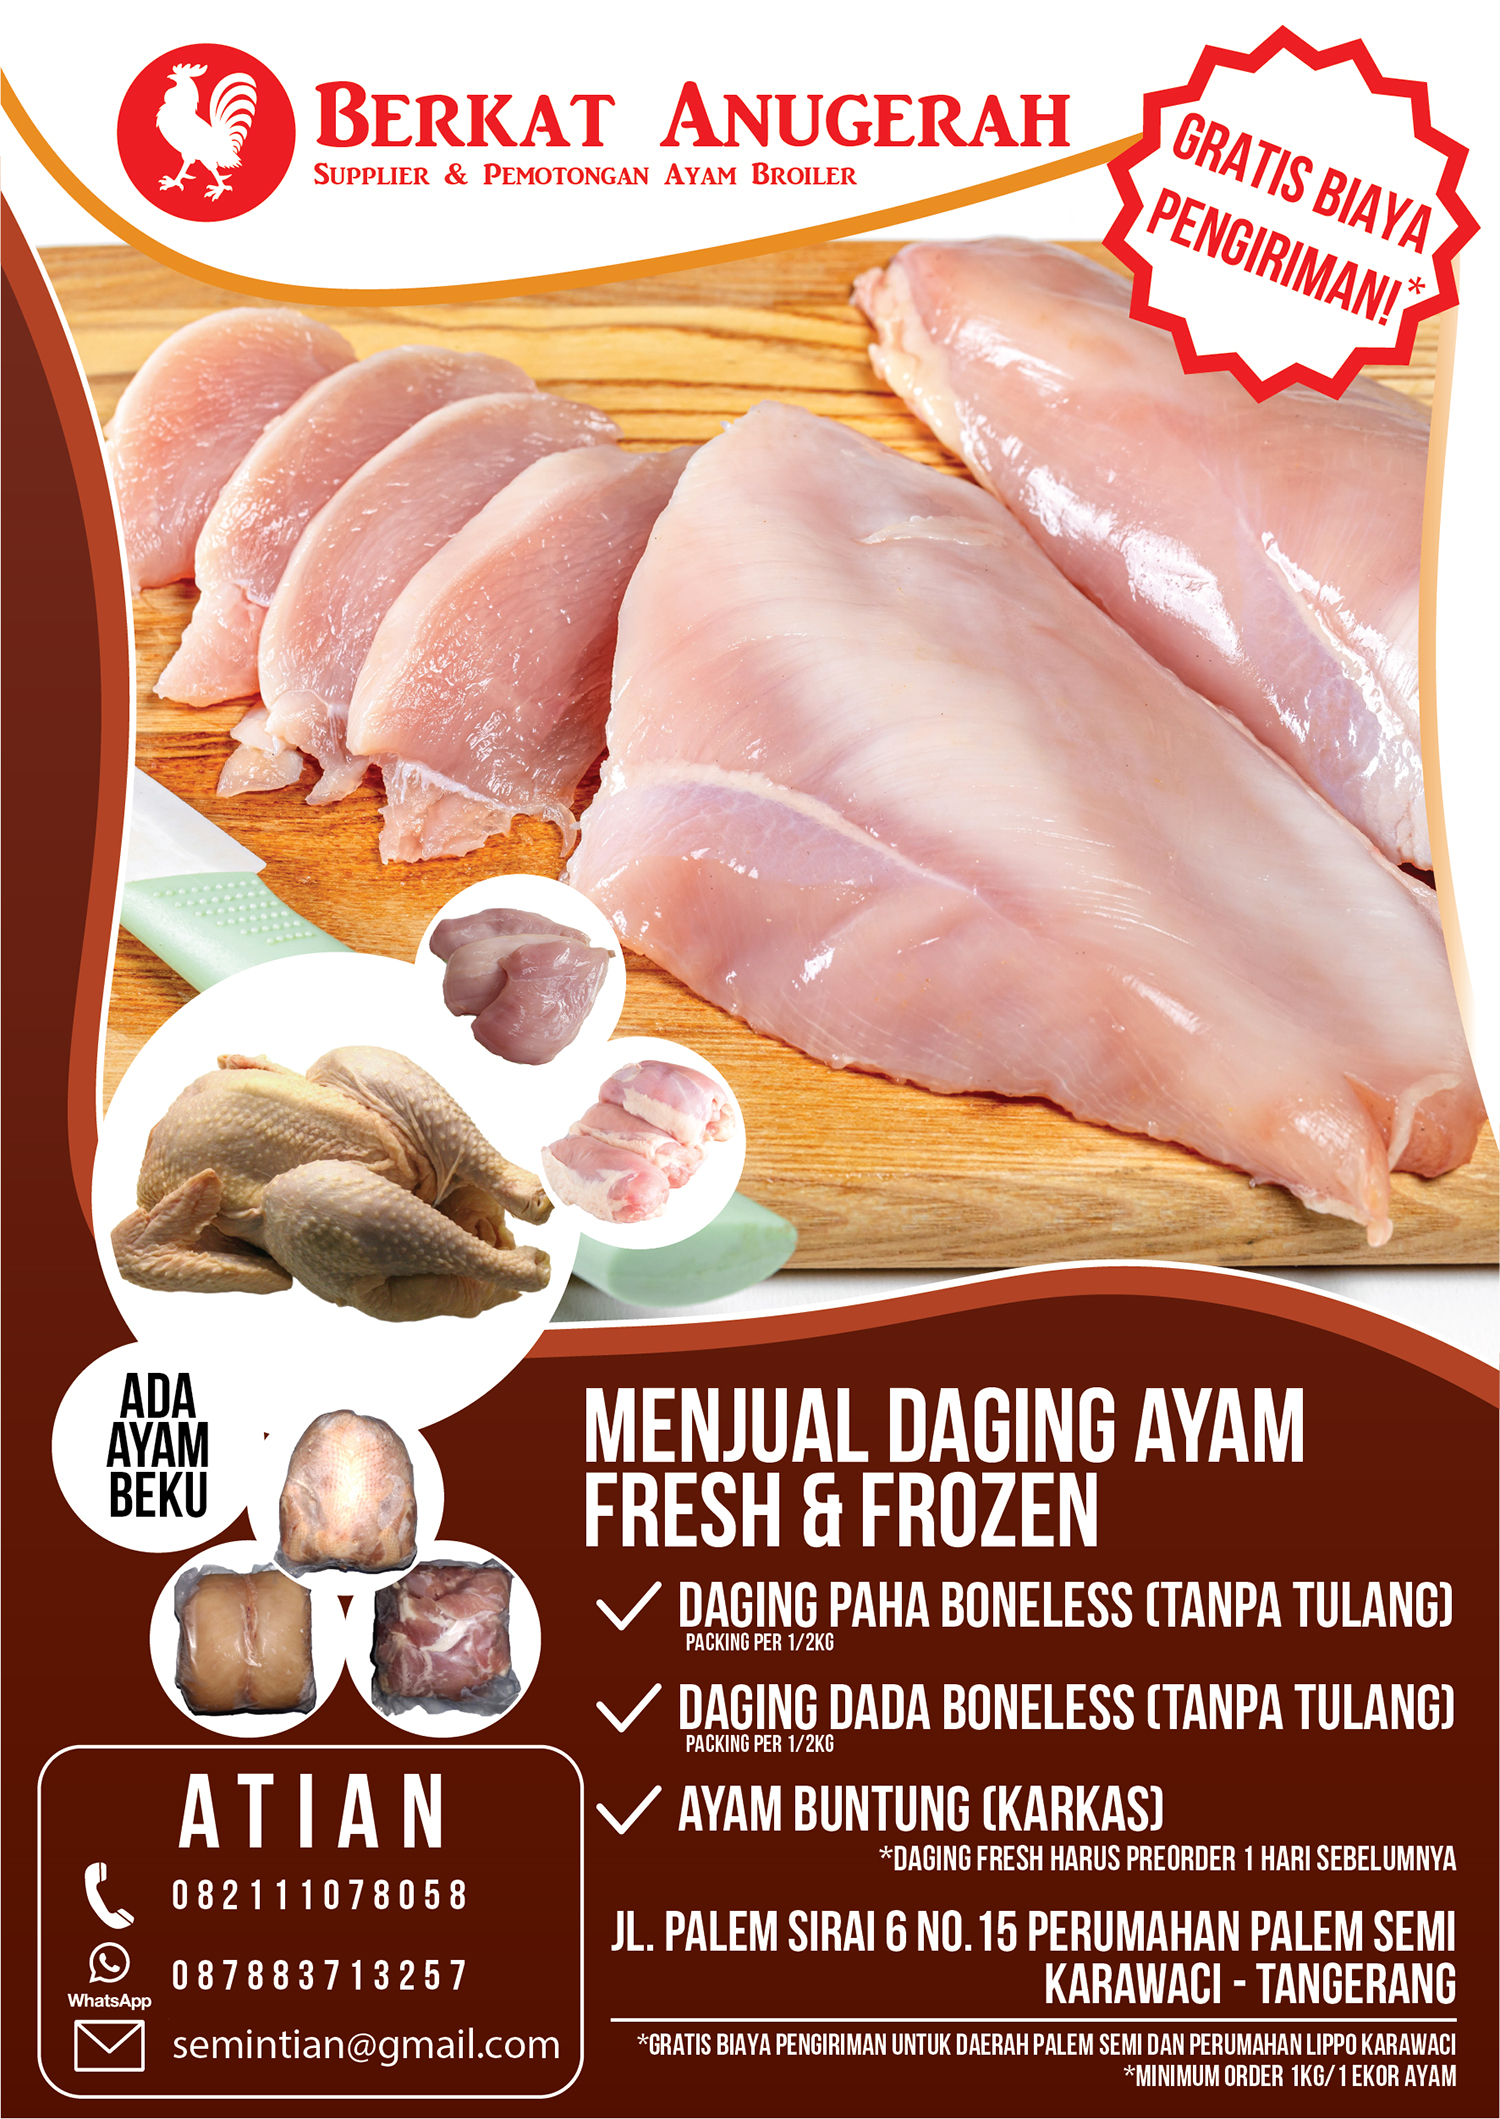 BERKAT ANUGERAH
SUPPLIER & PEMOTONGAN AYAM BROILER
GRATIS BIAYA
PENGIRIMAN!*
ADA
AYAM
BEKU
MENJUAL DAGING AYAM
FRESH & FROZEN
DAGING PAHA BONELESS (TANPA TULANG)
PACKING PER 1/2KG
DAGING DADA BONELESS (TANPA TULANG)
PACKING PER 1/2KG
AYAM BUNTUNG (KARKAS)
*DAGING FRESH HARUS PREORDER 1 HARI SEBELUMNYA
ATIAN
082111078058
087883713257
WhatsApp
semintian@gmail.com
JL. PALEM SIRAI 6 NO.15 PERUMAHAN PALEM SEMI
KARAWACI - TANGERANG
*GRATIS BIAYA PENGIRIMAN UNTUK DAERAH PALEM SEMI DAN PERUMAHAN LIPPO KARAWACI
*MINIMUM ORDER 1KG/1 EKOR AYAM